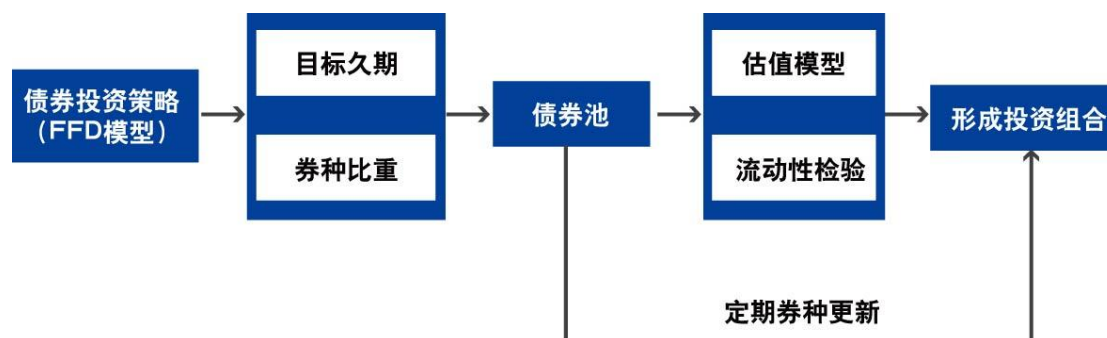 债券投资策略
（FFD模型）
目标久期
券种比重
债券池
估值模型
流动性检验
形成投资组合
定期券种更新